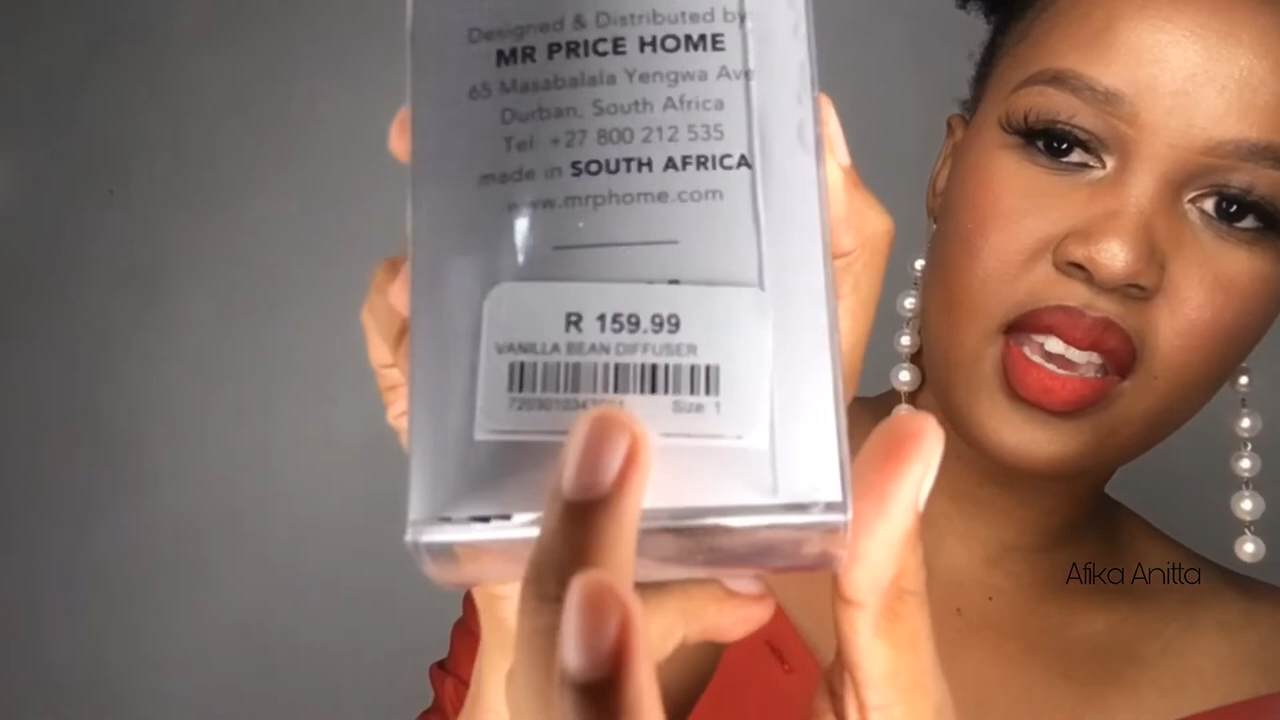 Designed & Distributed by
MR PRICE HOME
65 Masabalala Yengwa Ave
Durban, South Africa
Tel: +27 800 212 535
made in SOUTH AFRICA
www.mrphome.com
R 159.99
VANILLA BEAN DIFFUSER
Size: 1
Afika Anitta